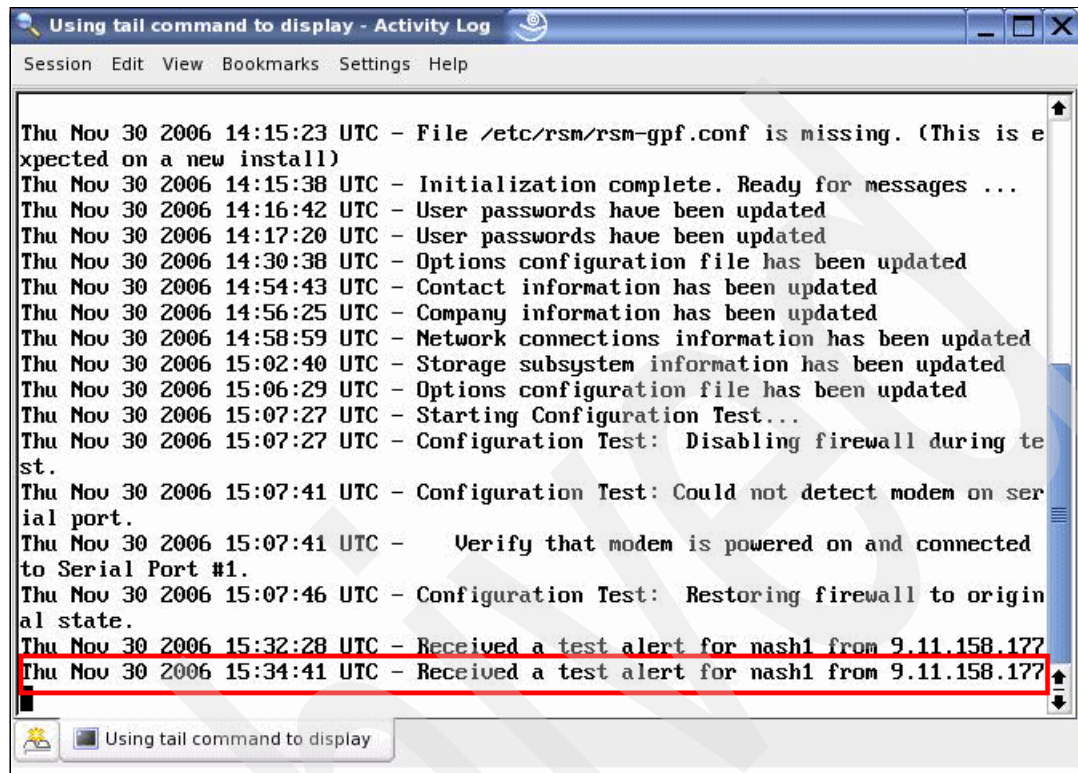 Using tail command to display - Activity Log
Session Edit View Bookmarks Settings Help
Thu Nov 30 2006 14:15:23 UTC - File /etc/rsm/rsm-gpf.conf is missing. (This is e
xpected on a new install)
Thu Nov 30 2006 14:15:38 UTC - Initialization complete. Ready for messages ...
Thu Nov 30 2006 14:16:42 UTC - User passwords have been updated
Thu Nov 30 2006 14:17:20 UTC - User passwords have been updated
Thu Nov 30 2006 14:30:38 UTC - Options configuration file has been updated
Thu Nov 30 2006 14:54:43 UTC - Contact information has been updated
Thu Nov 30 2006 14:56:25 UTC - Company information has been updated
Thu Nov 30 2006 14:58:59 UTC - Network connections information has been updated
Thu Nov 30 2006 15:02:40 UTC - Storage subsystem information has been updated
Thu Nov 30 2006 15:06:29 UTC - Options configuration file has been updated
Thu Nov 30 2006 15:07:27 UTC - Starting Configuration Test...
Thu Nov 30 2006 15:07:27 UTC - Configuration Test:  Disabling firewall during te
st.
Thu Nov 30 2006 15:07:41 UTC - Configuration Test: Could not detect modem on ser
ial port.
Thu Nov 30 2006 15:07:41 UTC -   Verify that modem is powered on and connected
to Serial Port #1.
Thu Nov 30 2006 15:07:46 UTC - Configuration Test:  Restoring firewall to origin
al state.
Thu Nov 30 2006 15:32:28 UTC - Received a test alert for nash1 from 9.11.158.177
Thu Nov 30 2006 15:34:41 UTC - Received a test alert for nash1 from 9.11.158.177
Using tail command to display